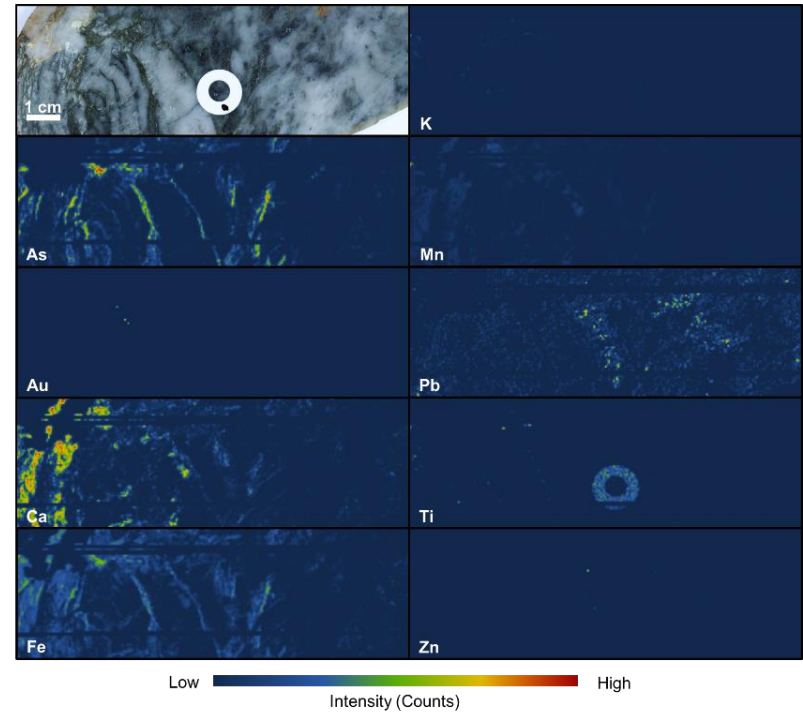 1 cm
K
As
Mn
Au
Pb
Ca
Ti
Fe
Zn
Low
High
Intensity (Counts)